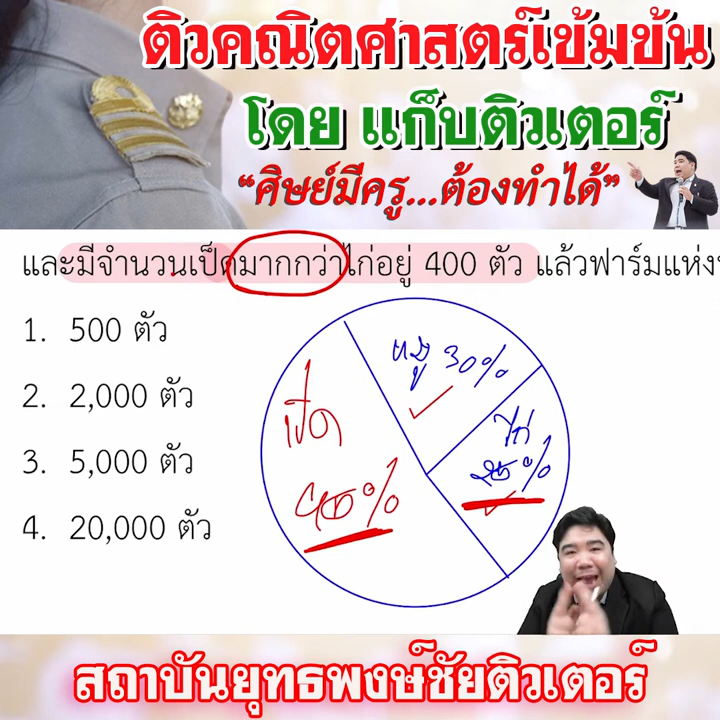 ติวคณิตศาสตร์เข้มข้น
โดย แก็บติวเตอร์
“ศิษย์มีครู...ต้องทำได้”
และมีจำนวนเป็ดมากกว่าไก่อยู่ 400 ตัว แล้วฟาร์มแห่ง
1. 500 ตัว
2. 2,000 ตัว
3. 5,000 ตัว
4. 20,000 ตัว
หมู 30%
เป็ด
ไก่
25%
45%
สถาบันยุทธพงษ์ชัยติวเตอร์